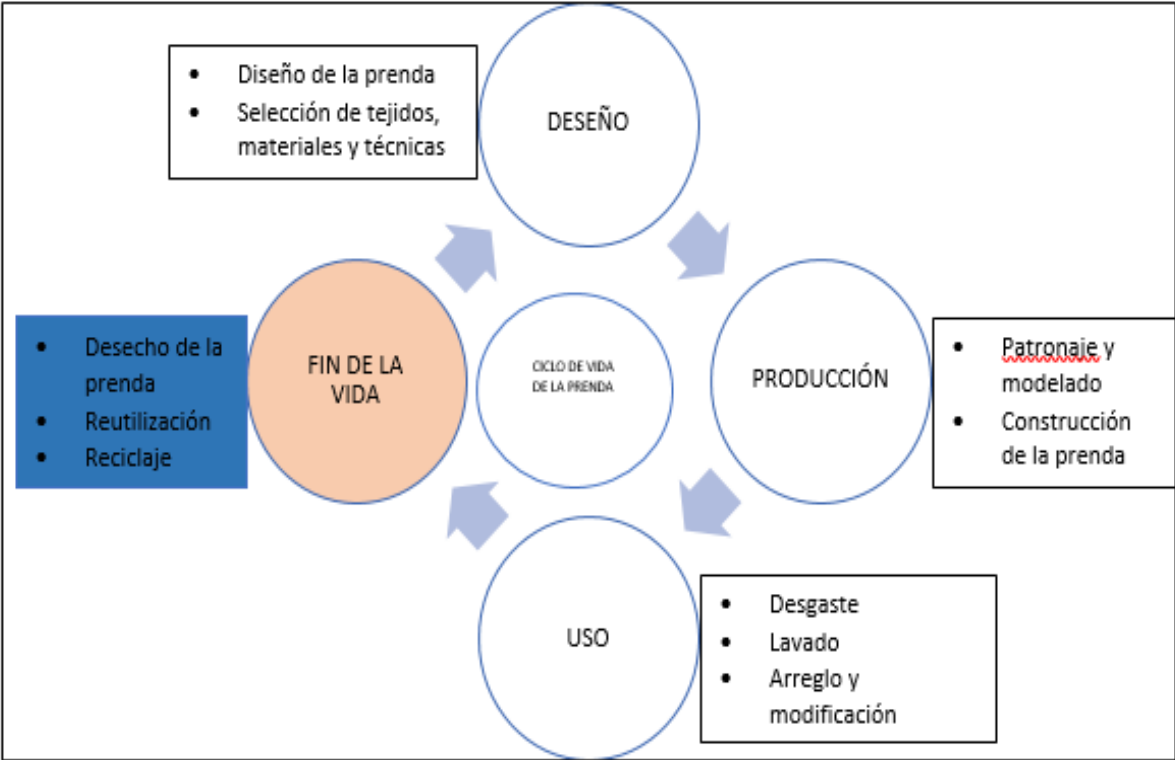 • Diseño de la prenda
• Selección de tejidos,
materiales y técnicas
DESEÑO
• Desecho de la
prenda
• Reutilización
• Reciclaje
FIN DE LA
VIDA
CICLO DE VIDA
DE LA PRENDA
PRODUCCIÓN
• Patronaje y
modelado
• Construcción
de la prenda
USO
• Desgaste
• Lavado
• Arreglo y
modificación